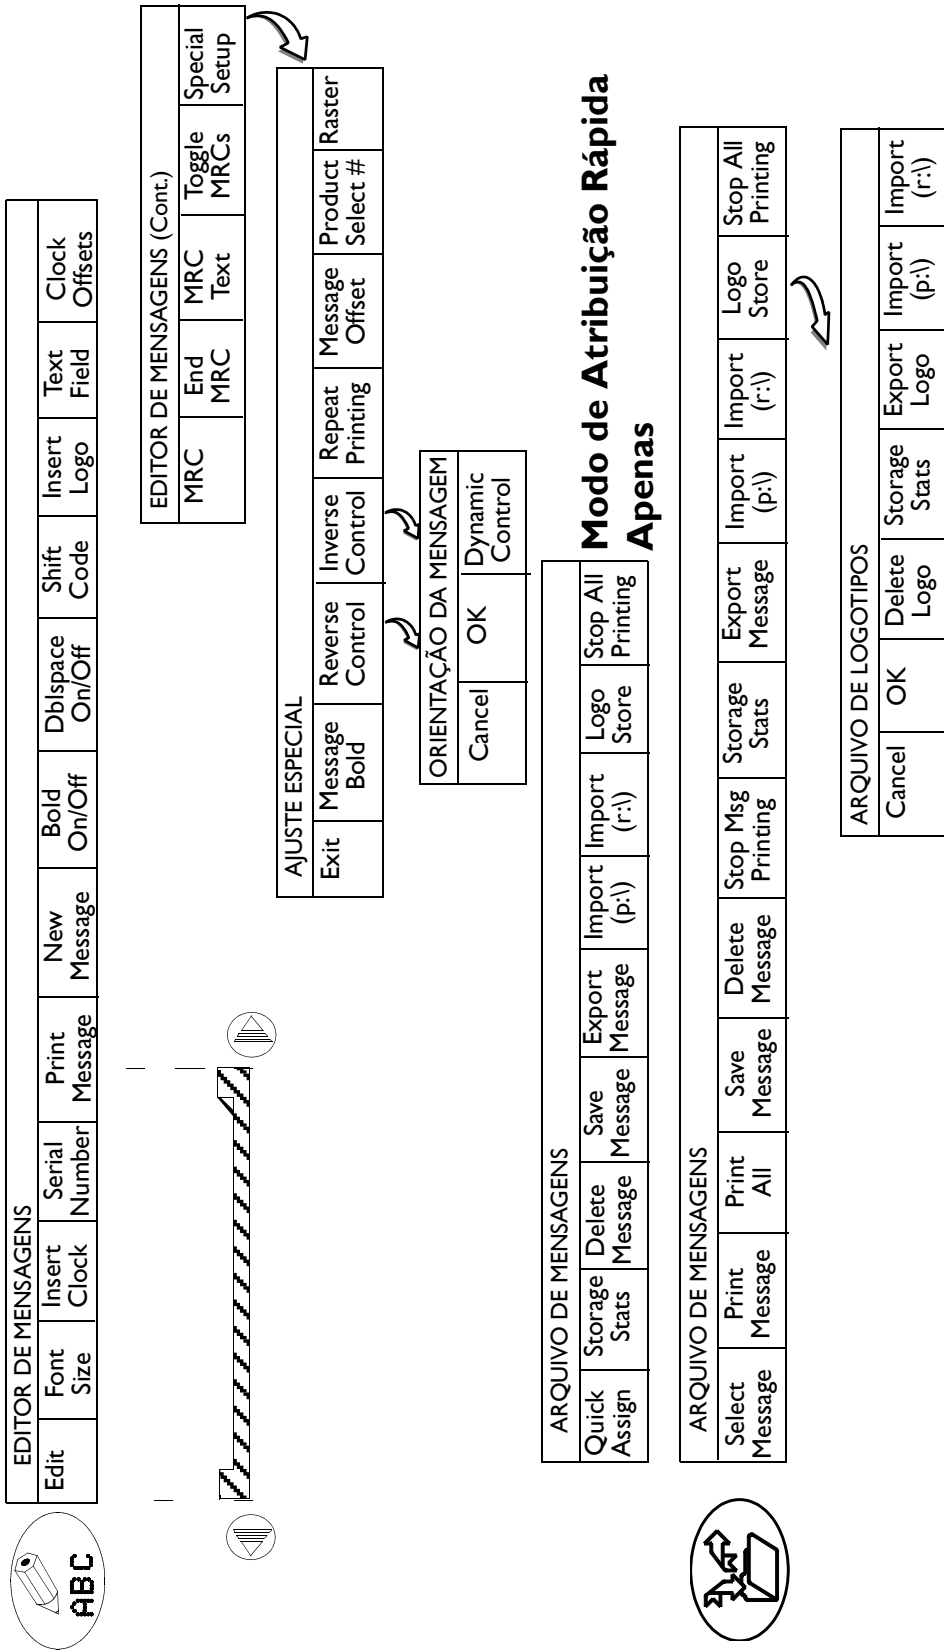 EDITOR DE MENSAGENS
Edit
Font
Size
Insert
Clock
Serial
Number
Print
Message
New
Message
Bold
On/Off
Dblspace
On/Off
Shift
Code
Insert
Logo
Text
Field
Clock
Offsets
ABC
EDITOR DE MENSAGENS (Cont.)
MRC
End
MRC
MRC
Text
Toggle
MRCs
Special
Setup
AJUSTE ESPECIAL
Exit
Message
Bold
Reverse
Control
Inverse
Control
Repeat
Printing
Message
Offset
Product
Select #
Raster
ORIENTAÇÃO DA MENSAGEM
Cancel
OK
Dynamic
Control
ARQUIVO DE MENSAGENS
Quick
Assign
Storage
Stats
Delete
Message
Save
Message
Export
Message
Import
(p:\)
Import
(r:\)
Logo
Store
Stop All
Printing
Modo de Atribuição Rápida
Apenas
ARQUIVO DE MENSAGENS
Select
Message
Print
Message
Print
All
Save
Message
Delete
Message
Stop Msg
Printing
Storage
Stats
Export
Message
Import
(p:\)
Import
(r:\)
Logo
Store
Stop All
Printing
ARQUIVO DE LOGOTIPOS
Cancel
OK
Delete
Logo
Storage
Stats
Export
Logo
Import
(p:\)
Import
(r:\)